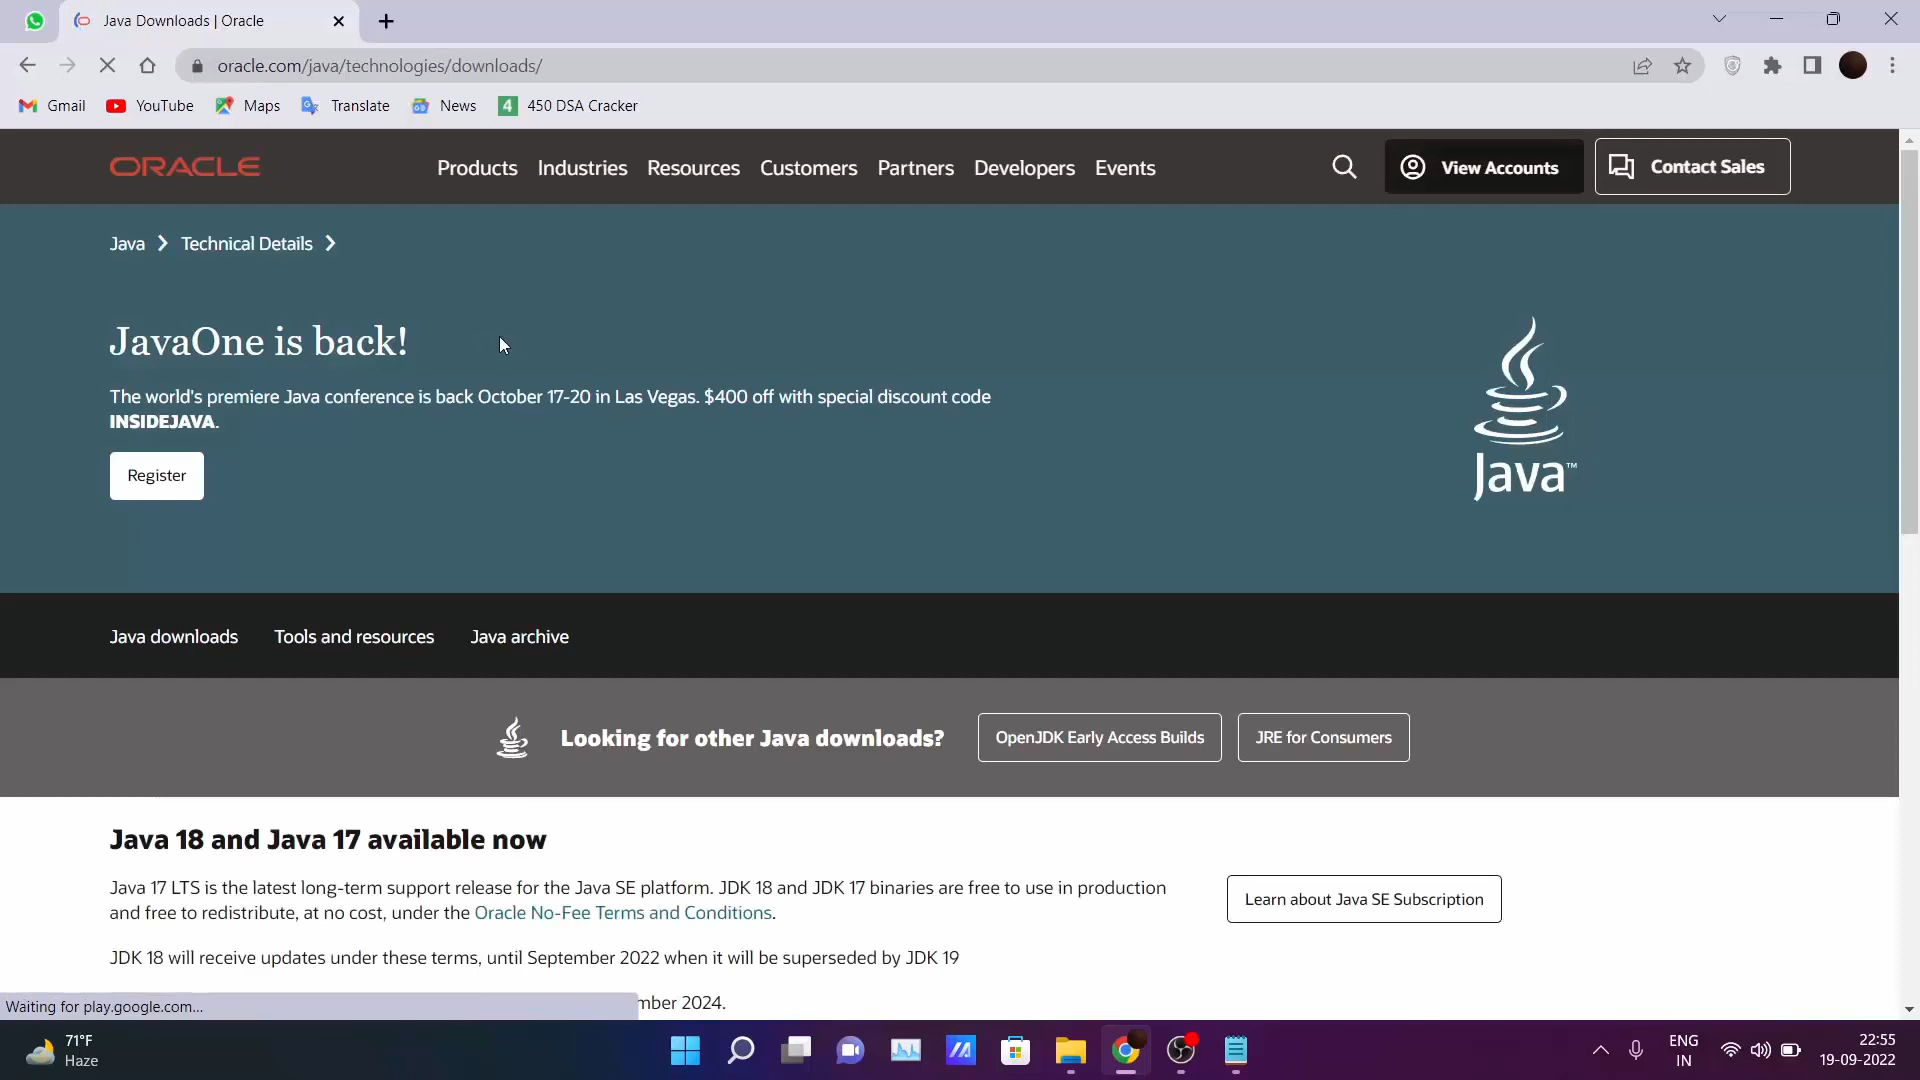 Java Downloads | Oracle
oracle.com/java/technologies/downloads/
Gmail YouTube Maps Translate News 4 450 DSA Cracker
ORACLE Products Industries Resources Customers Partners Developers Events View Accounts Contact Sales
Java Technical Details
JavaOne is back!
The world's premiere Java conference is back October 17-20 in Las Vegas. $400 off with special discount code
INSIDEJAVA.
Register
Java™
Java downloads Tools and resources Java archive
Looking for other Java downloads? OpenJDK Early Access Builds JRE for Consumers
Java 18 and Java 17 available now
Java 17 LTS is the latest long-term support release for the Java SE platform. JDK 18 and JDK 17 binaries are free to use in production
and free to redistribute, at no cost, under the Oracle No-Fee Terms and Conditions.
Learn about Java SE Subscription
JDK 18 will receive updates under these terms, until September 2022 when it will be superseded by JDK 19
mber 2024.
Waiting for play.google.com...
71°F
Haze
ENG
IN
22:55
19-09-2022